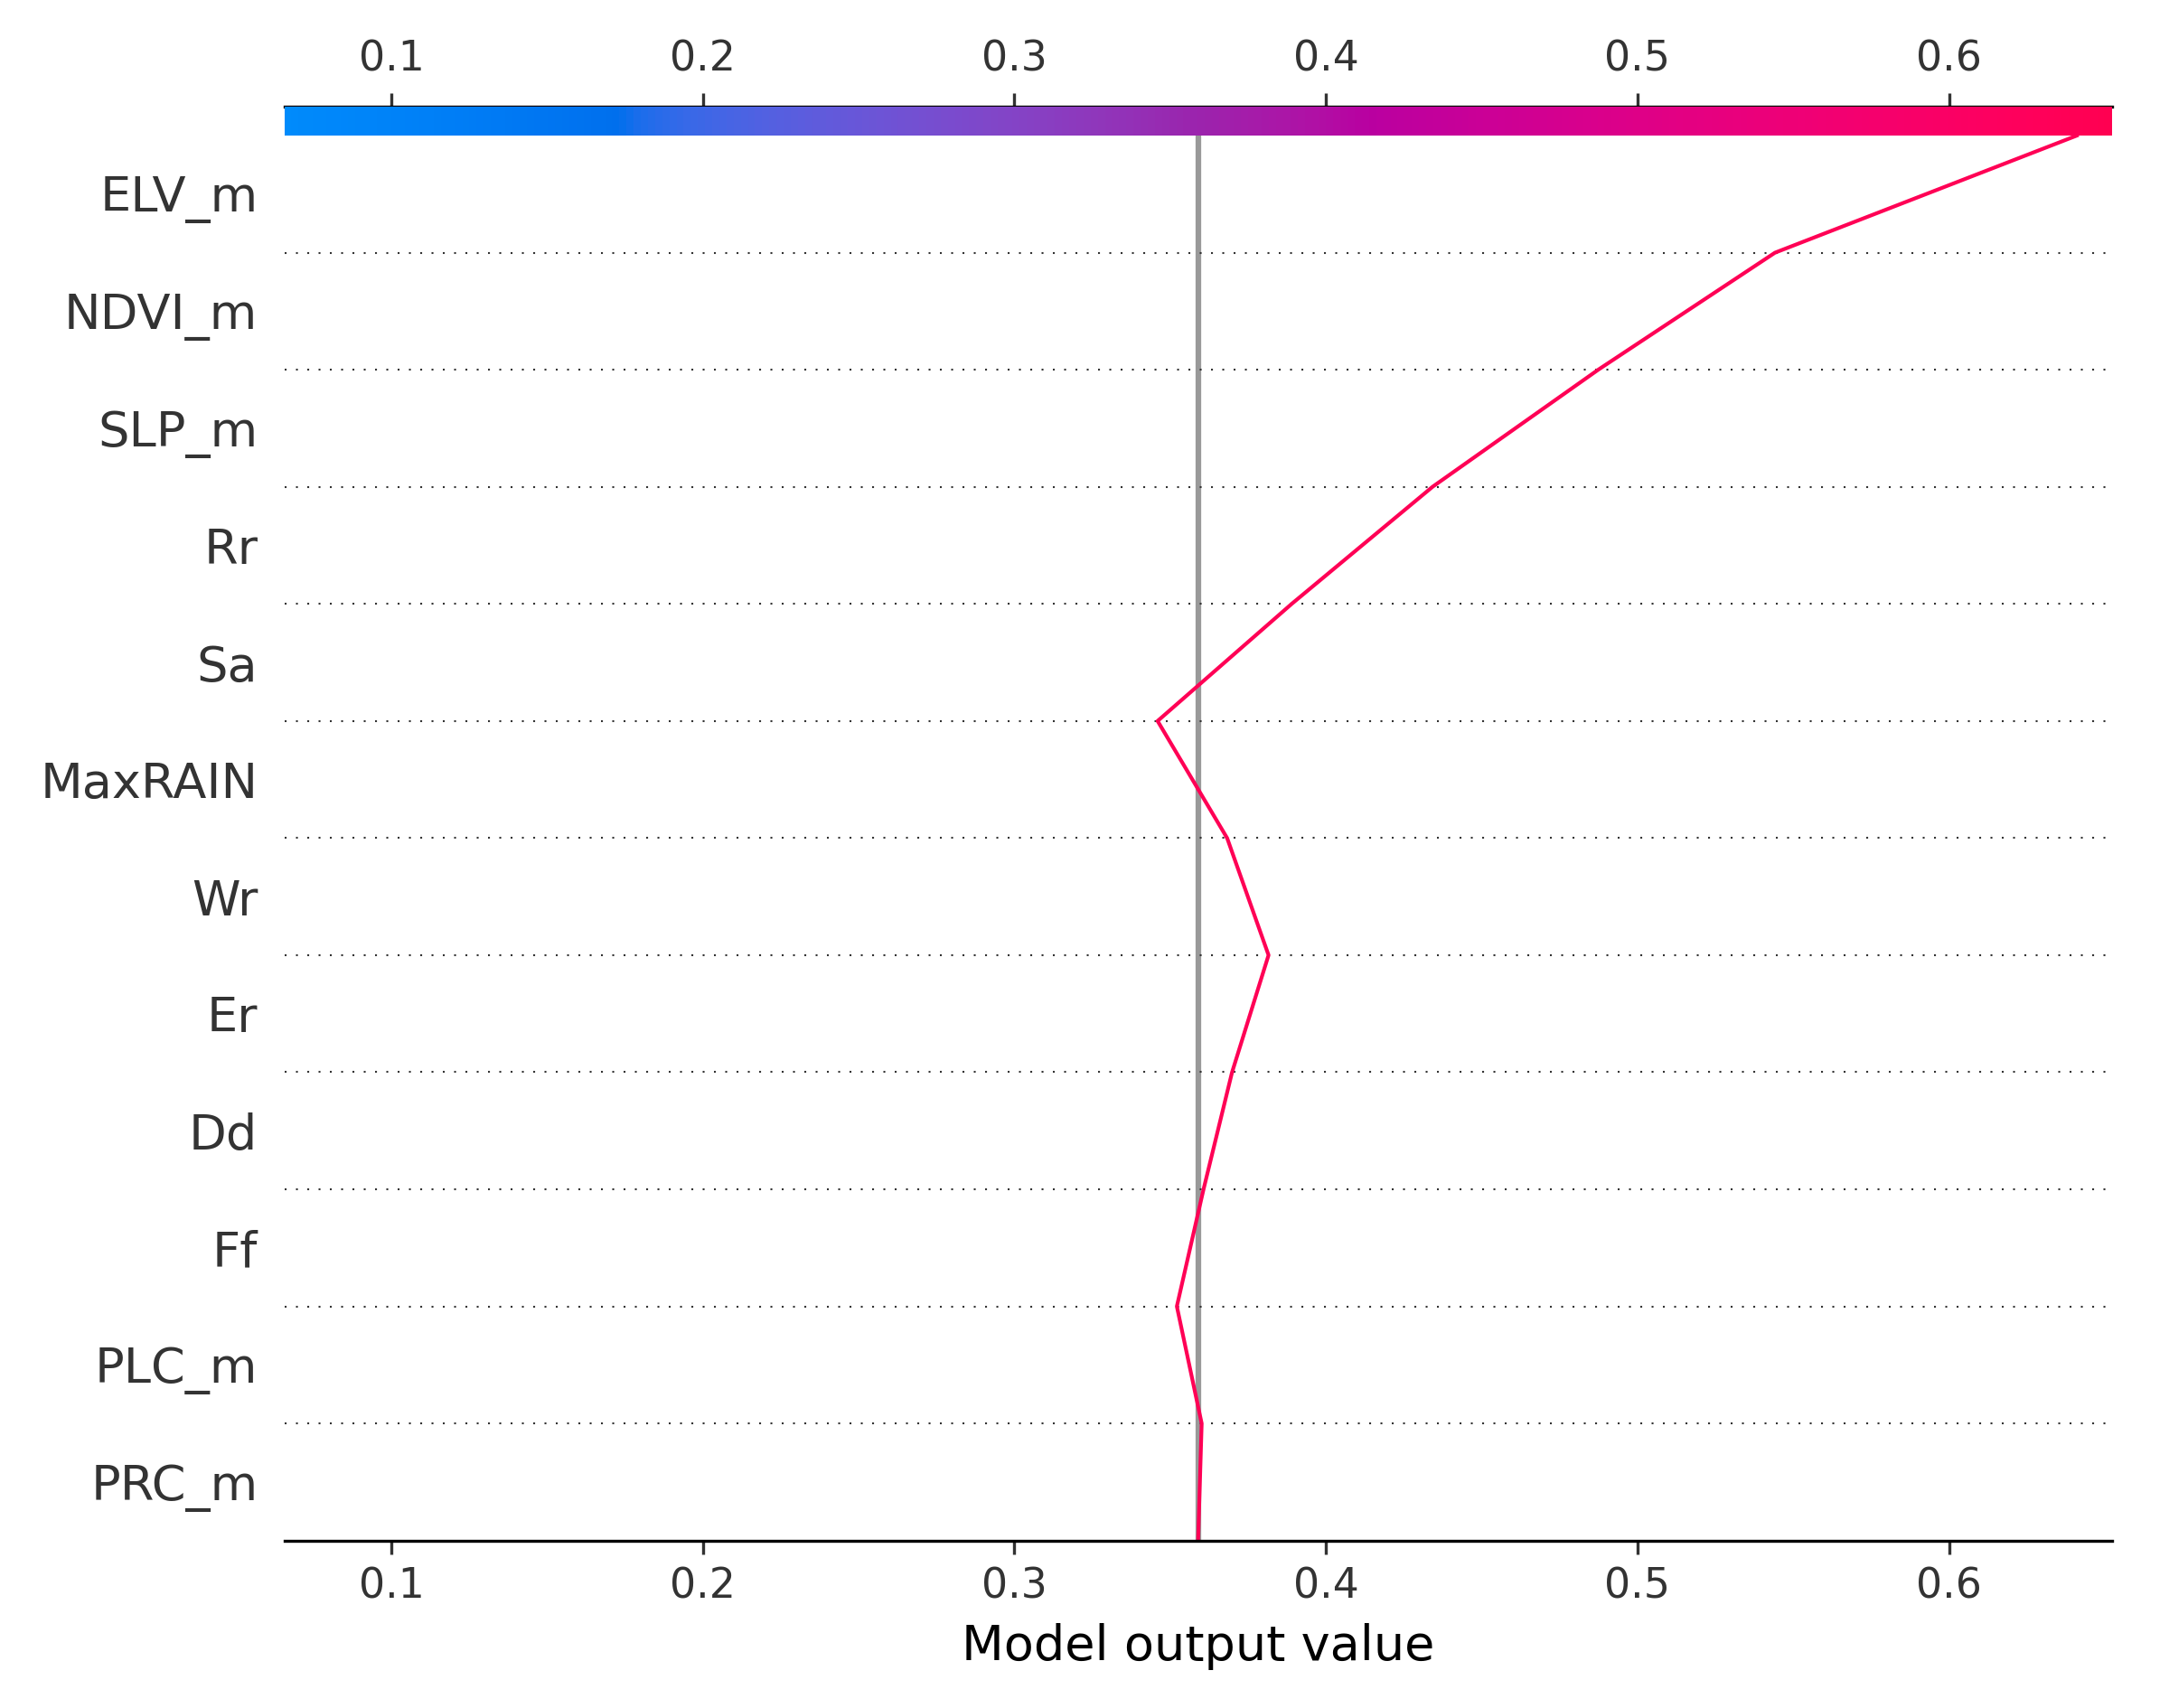 0.1 0.2 0.3 0.4 0.5 0.6
ELV_m
NDVI_m
SLP_m
Rr
Sa
MaxRAIN
Wr
Er
Dd
Ff
PLC_m
PRC_m
0.1 0.2 0.3 0.4 0.5 0.6
Model output value